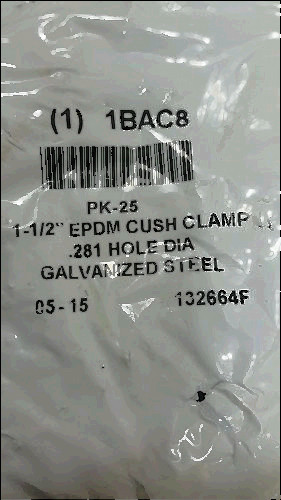 (1) 1BAC8
PK-25
1-1/2" EPDM CUSH CLAMP
.281 HOLE DIA
GALVANIZED STEEL
05-15 132664F